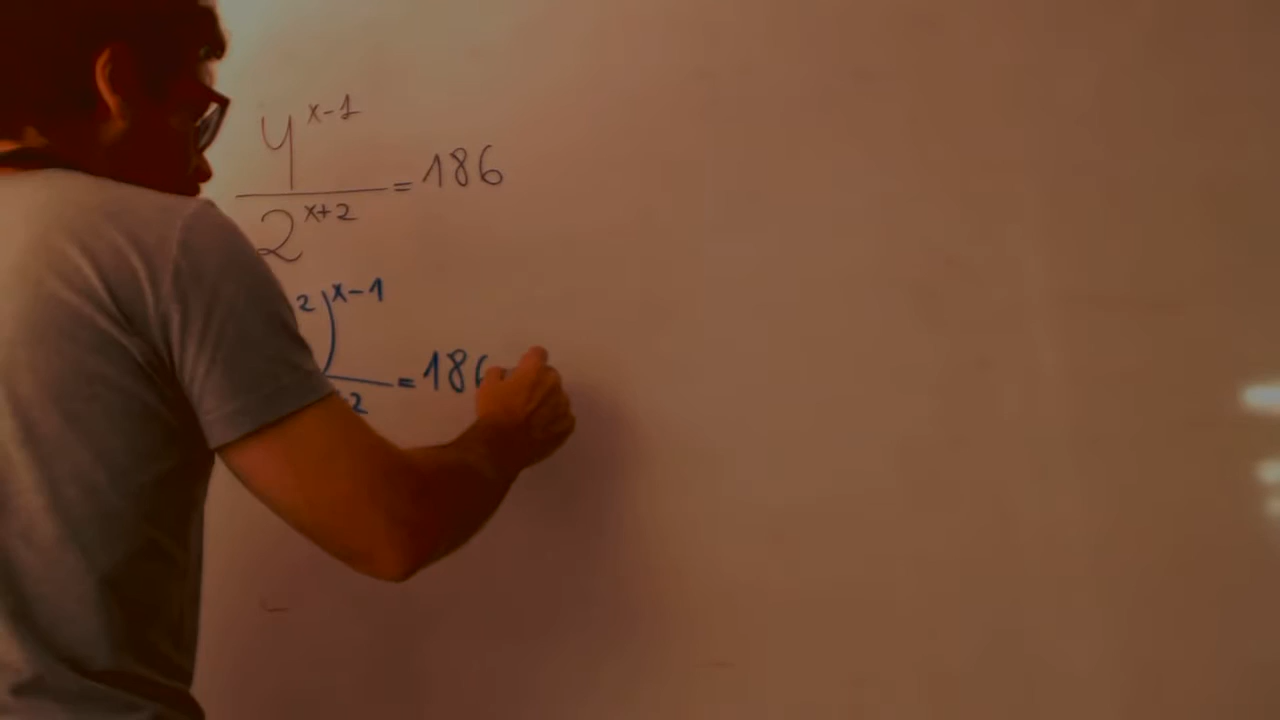 4^{x-1}
/ 2^{x+2} = 186
2)^{x-1}
2 = 186